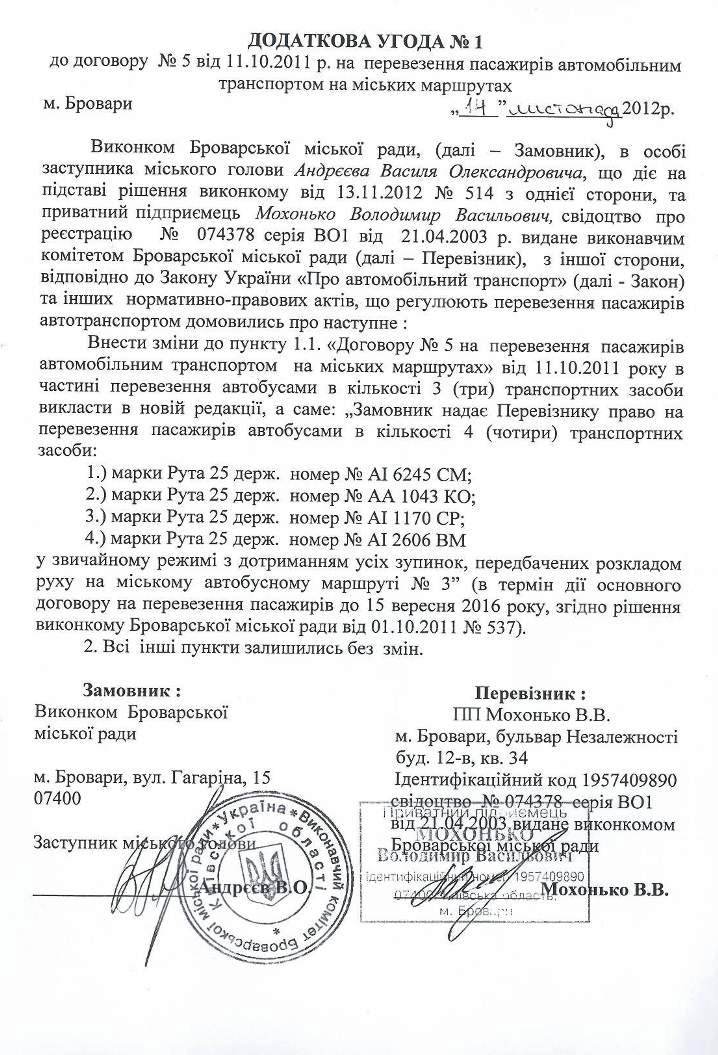 ДОДАТКОВА УГОДА № 1
до договору № 5 від 11.10.2011 р. на перевезення пасажирів автомобільним
транспортом на міських маршрутах
м. Бровари „14” листопада 2012р.
Виконком Броварської міської ради, (далі – Замовник), в особі
заступника міського голови Андрєєва Василя Олександровича, що діє на
підставі рішення виконкому від 13.11.2012 № 514 з однієї сторони, та
приватний підприємець Мохонько Володимир Васильович, свідоцтво про
реєстрацію № 074378 серія ВО1 від 21.04.2003 р. видане виконавчим
комітетом Броварської міської ради (далі – Перевізник), з іншої сторони,
відповідно до Закону України «Про автомобільний транспорт» (далі - Закон)
та інших нормативно-правових актів, що регулюють перевезення пасажирів
автотранспортом домовились про наступне :
Внести зміни до пункту 1.1. «Договору № 5 на перевезення пасажирів
автомобільним транспортом на міських маршрутах» від 11.10.2011 року в
частині перевезення автобусами в кількості 3 (три) транспортних засоби
викласти в новій редакції, а саме: „Замовник надає Перевізнику право на
перевезення пасажирів автобусами в кількості 4 (чотири) транспортних
засоби:
1.) марки Рута 25 держ. номер № АІ 6245 СМ;
2.) марки Рута 25 держ. номер № АА 1043 КО;
3.) марки Рута 25 держ. номер № АІ 1170 СР;
4.) марки Рута 25 держ. номер № АІ 2606 ВМ
у звичайному режимі з дотриманням усіх зупинок, передбачених розкладом
руху на міському автобусному маршруті № 3” (в термін дії основного
договору на перевезення пасажирів до 15 вересня 2016 року, згідно рішення
виконкому Броварської міської ради від 01.10.2011 № 537).
2. Всі інші пункти залишились без змін.
Замовник :
Виконком Броварської
міської ради
м. Бровари, вул. Гагаріна, 15
07400
Заступник міського голови
Андрєєв В.О.
Україна * Виконавчий комітет Броварської міської ради *
Київської області
Перевізник :
ПП Мохонько В.В.
м. Бровари, бульвар Незалежності
буд. 12-в, кв. 34
Ідентифікаційний код 1957409890
свідоцтво № 074378 серія ВО1
від 21.04.2003 видане виконкомом
Броварської міської ради
Мохонько В.В.
Приватний підприємець
МОХОНЬКО
Володимир Васильович
Ідентифікаційний номер 1957409890
Київська область,
м. Бровари